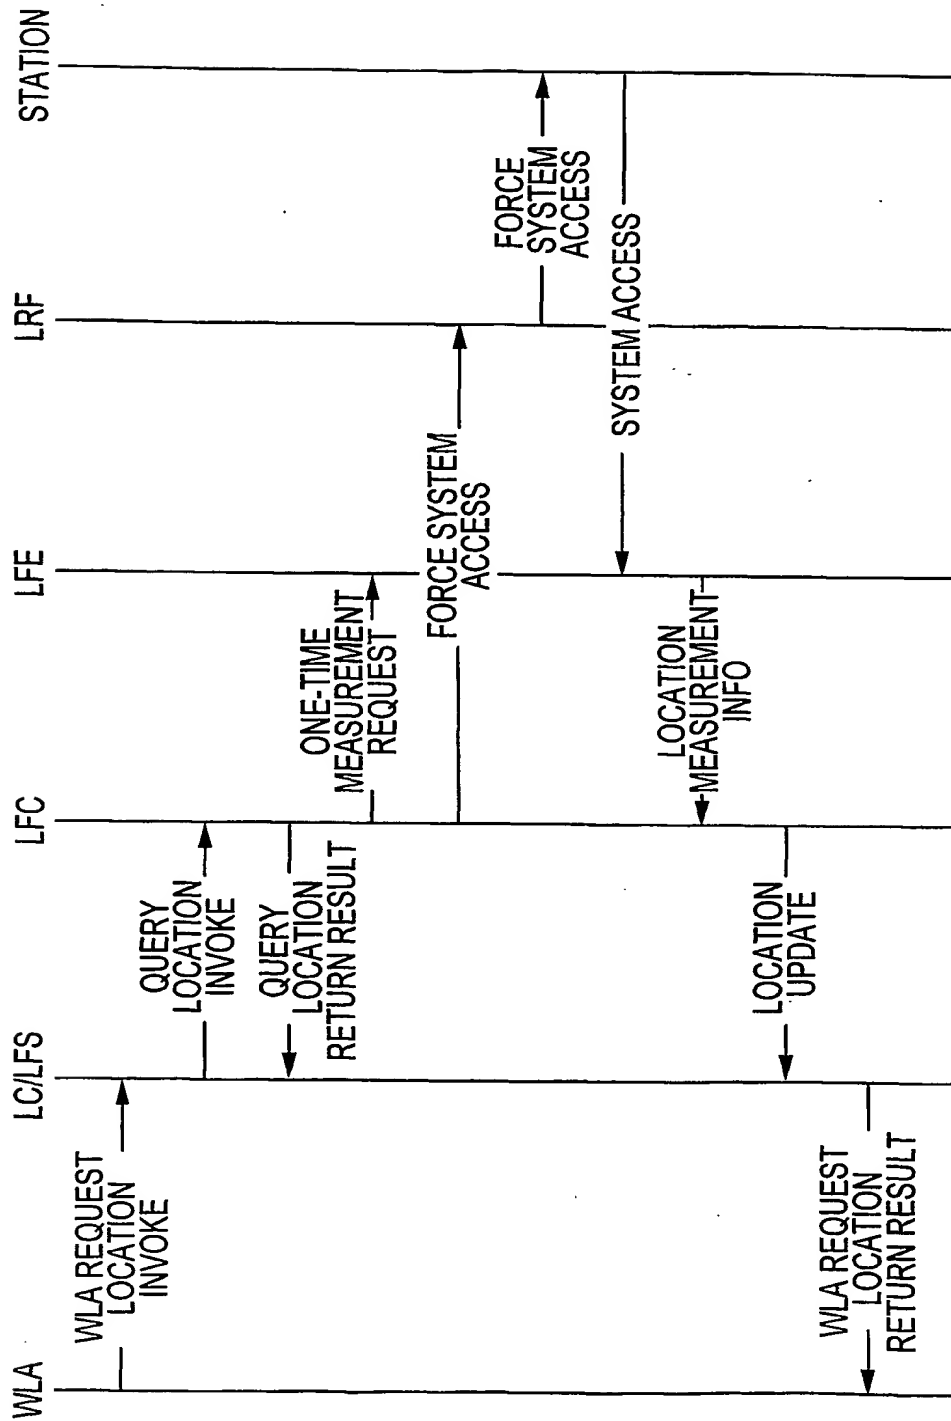 WLA
LC/LFS
LFC
LFE
LRF
STATION
WLA REQUEST
LOCATION
INVOKE
QUERY
LOCATION
INVOKE
QUERY
LOCATION
RETURN RESULT
ONE-TIME
MEASUREMENT
REQUEST
FORCE SYSTEM
ACCESS
FORCE
SYSTEM
ACCESS
SYSTEM ACCESS
LOCATION
MEASUREMENT
INFO
LOCATION
UPDATE
WLA REQUEST
LOCATION
RETURN RESULT